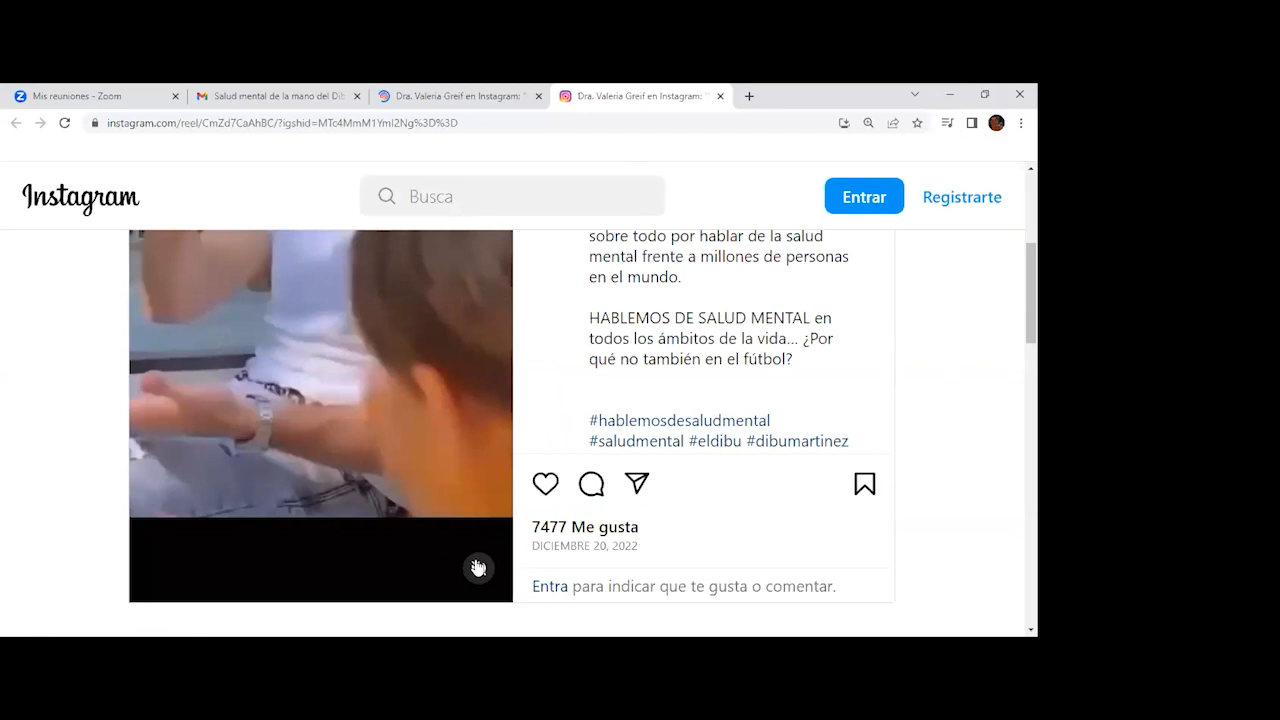 Mis reuniones - Zoom
Salud mental de la mano del Dib
Dra. Valeria Greif en Instagram: "
Dra. Valeria Greif en Instagram: "
instagram.com/reel/CmZd7CaAhBC/?igshid=MTc4MmM1YmI2Ng%3D%3D
Instagram
Busca
Entrar
Registrarte
sobre todo por hablar de la salud
mental frente a millones de personas
en el mundo.
HABLEMOS DE SALUD MENTAL en
todos los ámbitos de la vida... ¿Por
qué no también en el fútbol?
#hablemosdesaludmental
#saludmental #eldibu #dibumartinez
7477 Me gusta
DICIEMBRE 20, 2022
Entra para indicar que te gusta o comentar.